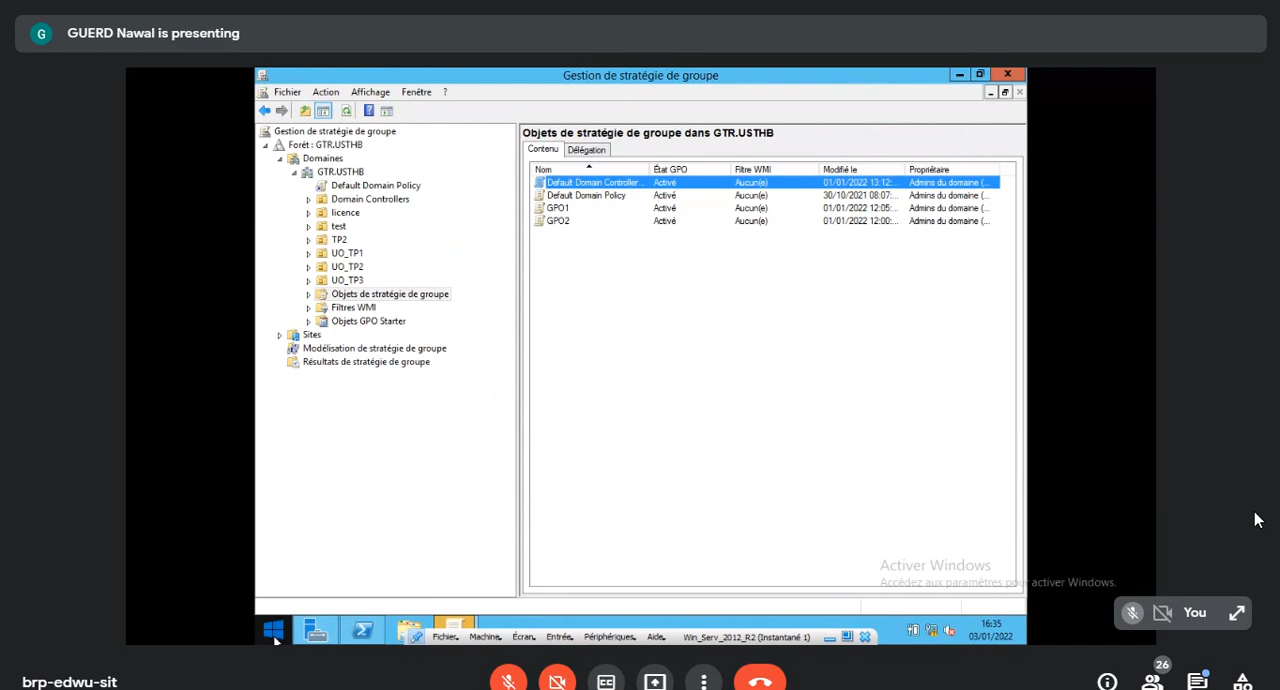 G GUERD Nawal is presenting
Gestion de stratégie de groupe
Fichier Action Affichage Fenêtre ?
Gestion de stratégie de groupe
Forêt : GTR.USTHB
Domaines
GTR.USTHB
Default Domain Policy
Domain Controllers
licence
test
TP2
UO_TP1
UO_TP2
UO_TP3
Objets de stratégie de groupe
Filtres WMI
Objets GPO Starter
Sites
Modélisation de stratégie de groupe
Résultats de stratégie de groupe
Objets de stratégie de groupe dans GTR.USTHB
Contenu Délégation
Nom État GPO Filtre WMI Modifié le Propriétaire
Default Domain Controller... Activé Aucun(e) 01/01/2022 13:12:... Admins du domaine (...
Default Domain Policy Activé Aucun(e) 30/10/2021 08:07:... Admins du domaine (...
GPO1 Activé Aucun(e) 01/01/2022 12:05:... Admins du domaine (...
GPO2 Activé Aucun(e) 01/01/2022 12:00:... Admins du domaine (...
Activer Windows
Accédez aux paramètres pour activer Windows.
You
Fichier Machine Écran Entrée Périphériques Aide Win_Serv_2012_R2 (Instantané 1)
16:35
03/01/2022
brp-edwu-sit
CC
26